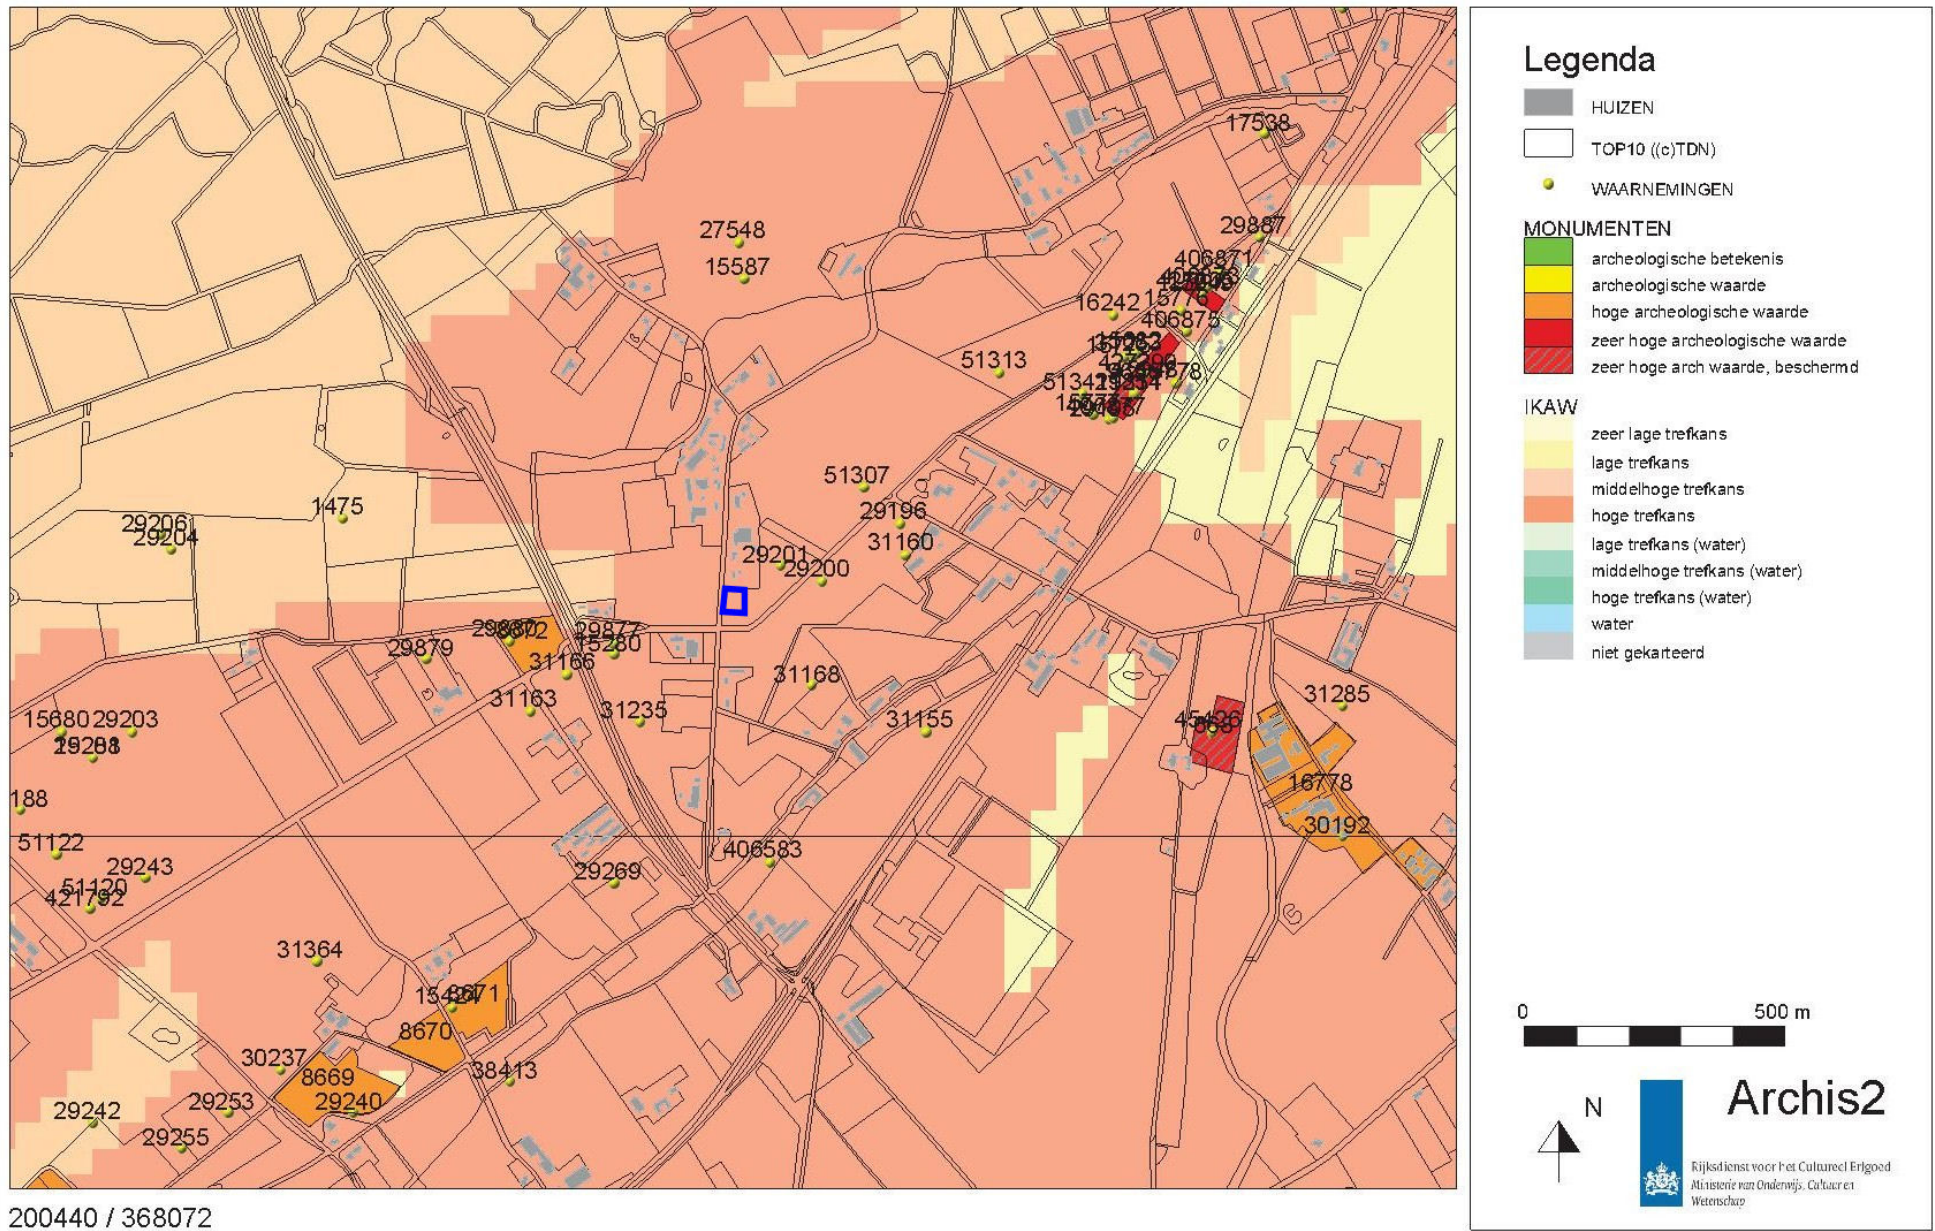 17538
27548
15587
29887
406871
16242
15776
406875
51313
51307
29196
31160
1475
29206
29204
29201
29200
29877
15280
29879
31166
31163
31168
31235
31155
15680
29203
188
51122
29243
51120
421792
406583
29269
31285
45426
16778
30192
31364
8671
8670
30237
8669
38413
29253
29240
29242
29255
200440 / 368072
Legenda
HUIZEN
TOP10 ((c)TDN)
WAARNEMINGEN
MONUMENTEN
archeologische betekenis
archeologische waarde
hoge archeologische waarde
zeer hoge archeologische waarde
zeer hoge arch waarde, beschermd
IKAW
zeer lage trefkans
lage trefkans
middelhoge trefkans
hoge trefkans
lage trefkans (water)
middelhoge trefkans (water)
hoge trefkans (water)
water
niet gekarteerd
0 500 m
N
Archis2
Rijksdienst voor het Cultureel Erfgoed
Ministerie van Onderwijs, Cultuur en
Wetenschap